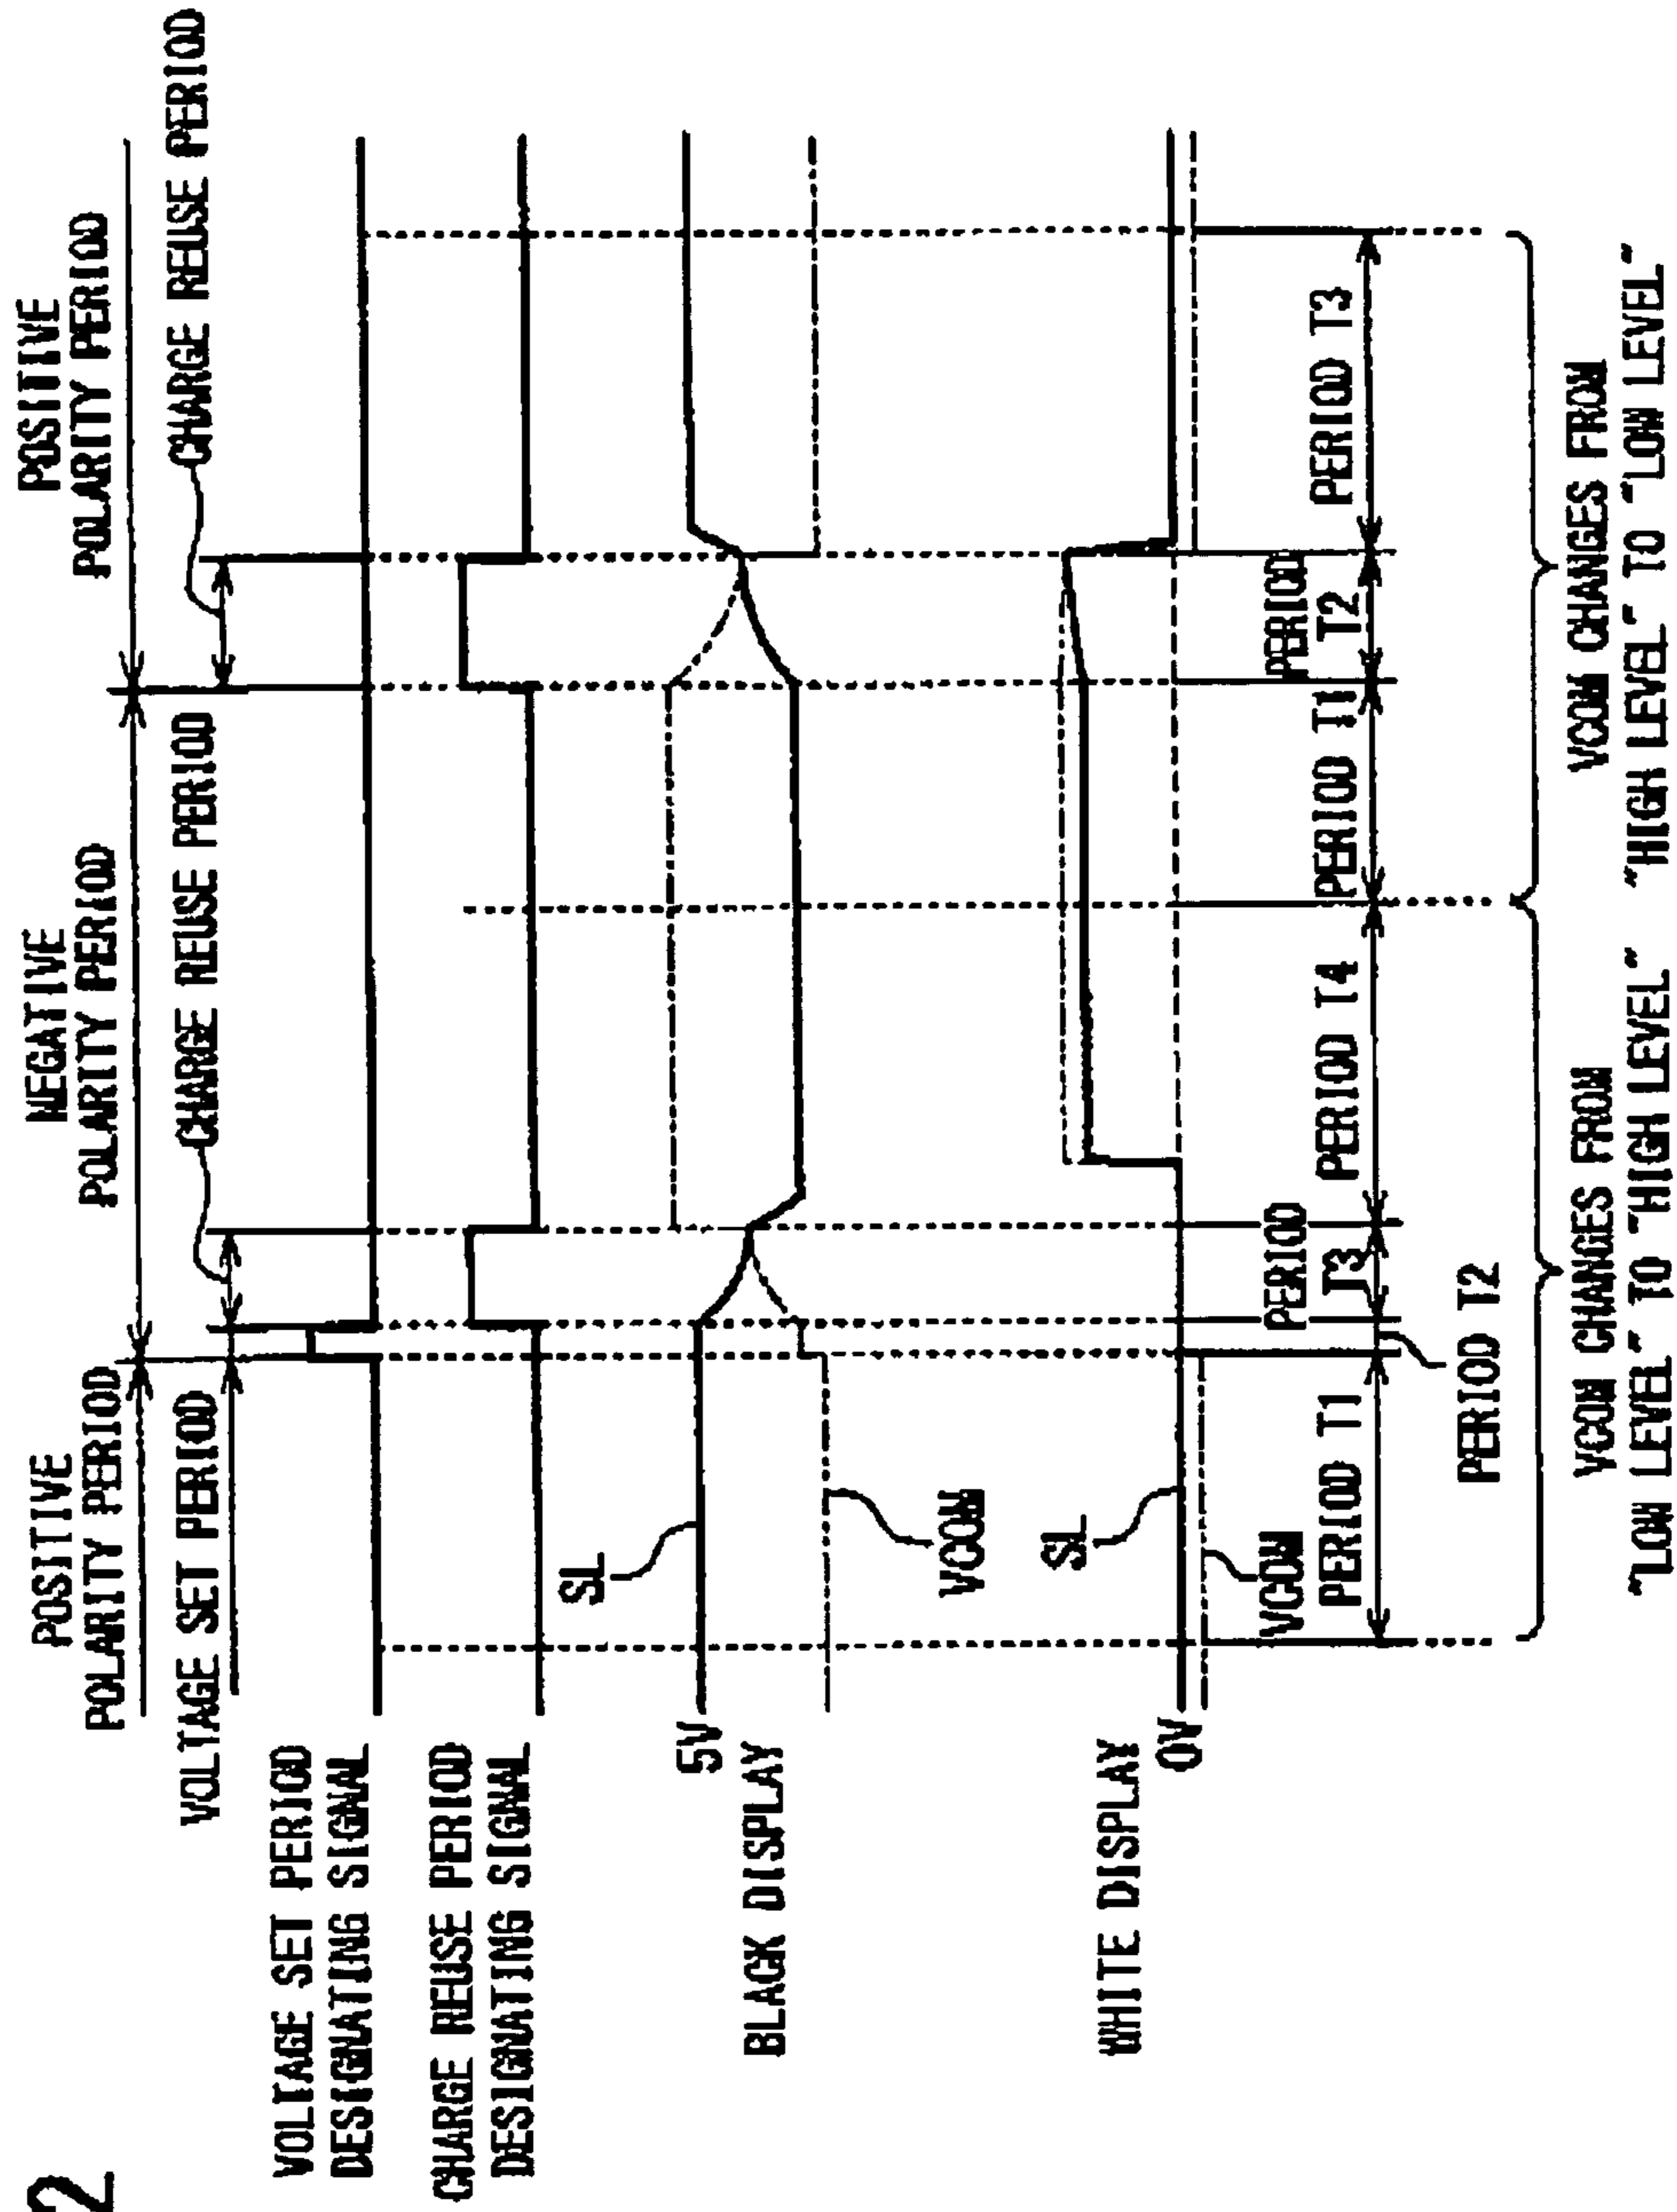 2
POSITIVE
POLARITY PERIOD
NEGATIVE
POLARITY PERIOD
POSITIVE
POLARITY PERIOD
VOLTAGE SET PERIOD
CHARGE REUSE PERIOD
CHARGE REUSE PERIOD
VOLTAGE SET PERIOD
DESIGNATING SIGNAL
CHARGE REUSE PERIOD
DESIGNATING SIGNAL
5V
SL
BLACK DISPLAY
VCOM
SL
WHITE DISPLAY
0V
VCOM
PERIOD T1
PERIOD
T3
PERIOD T4
PERIOD T1
PERIOD
T2
PERIOD T3
PERIOD T2
VCOM CHANGES FROM
"LOW LEVEL" TO "HIGH LEVEL"
VCOM CHANGES FROM
"HIGH LEVEL" TO "LOW LEVEL"